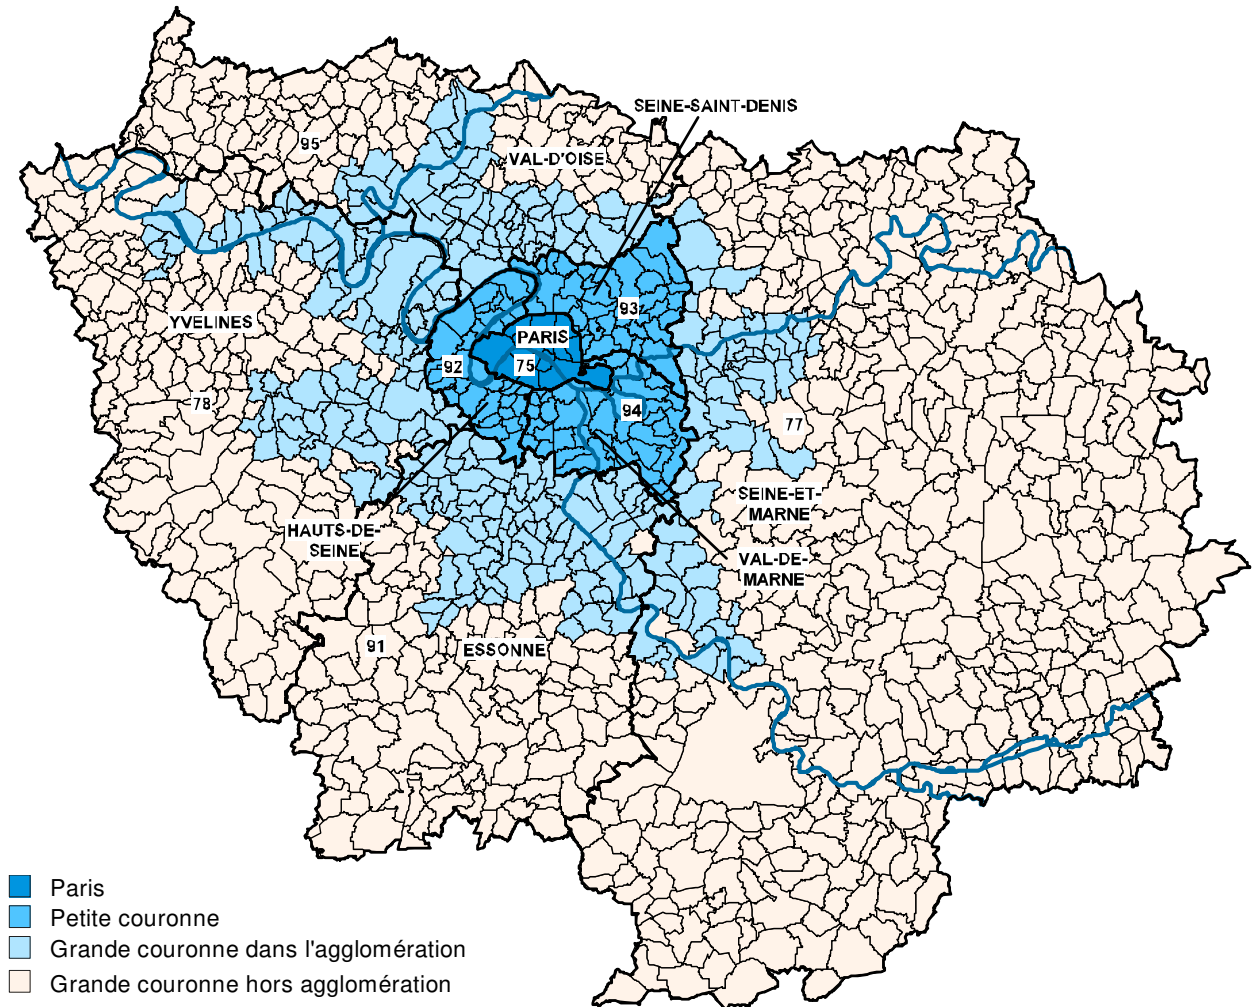 SEINE-SAINT-DENIS
95
VAL-D'OISE
93
YVELINES
PARIS
92
75
78
94
77
SEINE-ET-
MARNE
HAUTS-DE-
SEINE
VAL-DE-
MARNE
91
ESSONNE
Paris
Petite couronne
Grande couronne dans l'agglomération
Grande couronne hors agglomération